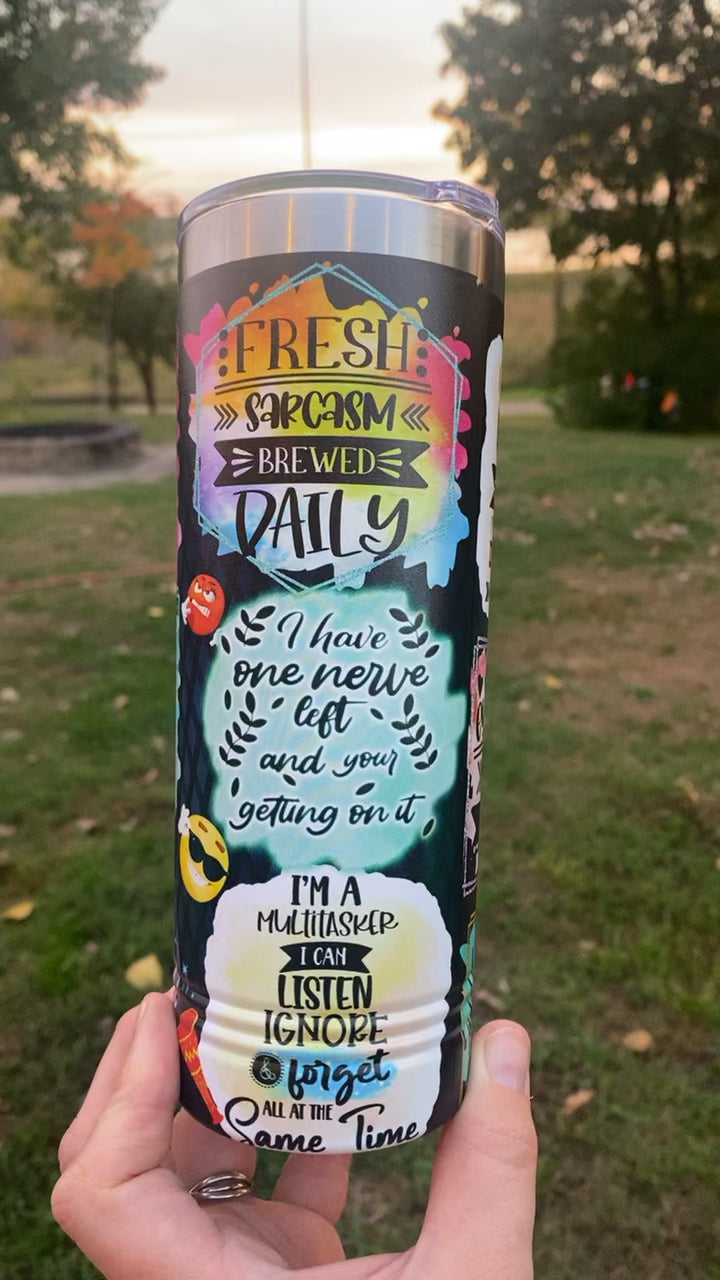 FRESH
SARCASM
BREWED
DAILY
I have
one nerve
left
and your
getting on it
I'M A
MULTITASKER
I CAN
LISTEN
IGNORE
& forget
ALL AT THE
Same Time